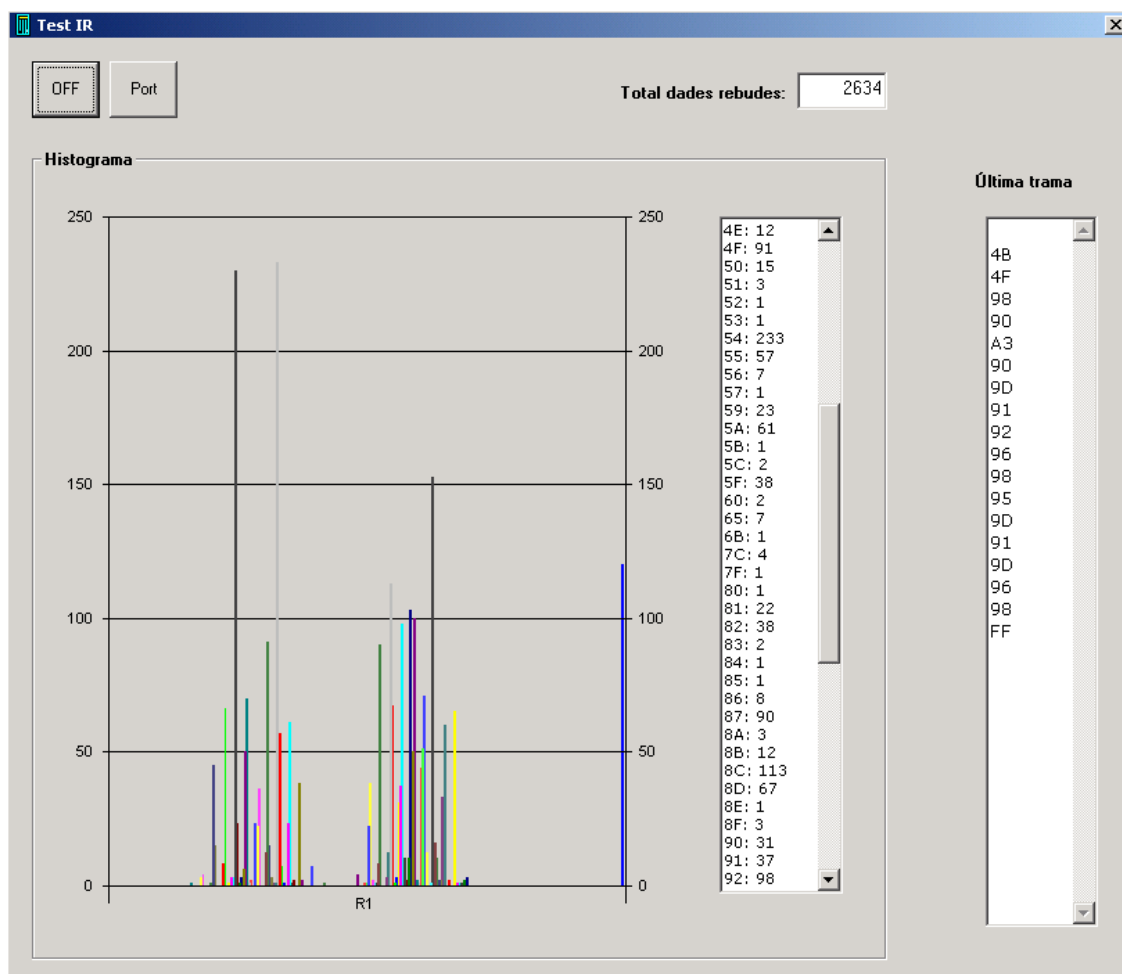 Test IR
OFF
Port
Total dades rebudes:
2634
Histograma
250
200
150
100
50
0
R1
250
200
150
100
50
0
4E: 12
4F: 91
50: 15
51: 3
52: 1
53: 1
54: 233
55: 57
56: 7
57: 1
59: 23
5A: 61
5B: 1
5C: 2
5F: 38
60: 2
65: 7
6B: 1
7C: 4
7F: 1
80: 1
81: 22
82: 38
83: 2
84: 1
85: 1
86: 8
87: 90
8A: 3
8B: 12
8C: 113
8D: 67
8E: 1
8F: 3
90: 31
91: 37
92: 98
Última trama
4B
4F
98
90
A3
90
9D
91
92
96
98
95
9D
91
9D
96
98
FF